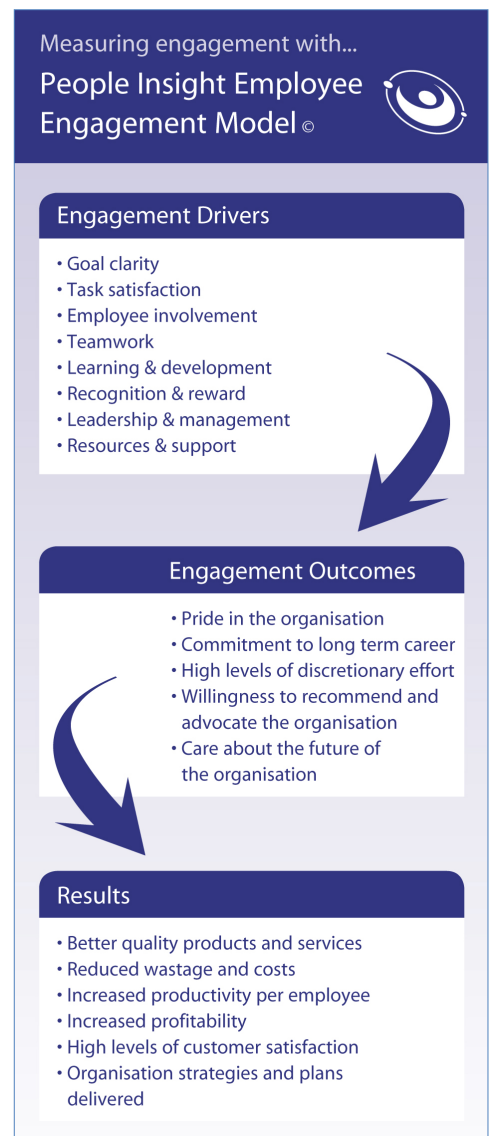 Measuring engagement with...
People Insight Employee
Engagement Model ©
Engagement Drivers
• Goal clarity
• Task satisfaction
• Employee involvement
• Teamwork
• Learning & development
• Recognition & reward
• Leadership & management
• Resources & support
Engagement Outcomes
• Pride in the organisation
• Commitment to long term career
• High levels of discretionary effort
• Willingness to recommend and
advocate the organisation
• Care about the future of
the organisation
Results
• Better quality products and services
• Reduced wastage and costs
• Increased productivity per employee
• Increased profitability
• High levels of customer satisfaction
• Organisation strategies and plans
delivered